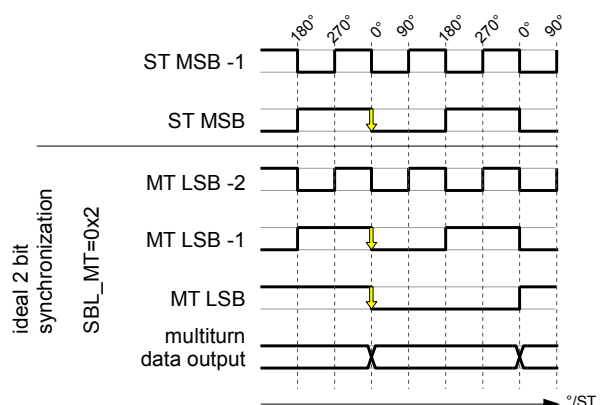 180° 270° 0° 90° 180° 270° 0° 90°
ST MSB -1
ST MSB
ideal 2 bit
synchronization
SBL_MT=0x2
MT LSB -2
MT LSB -1
MT LSB
multiturn
data output
°/ST